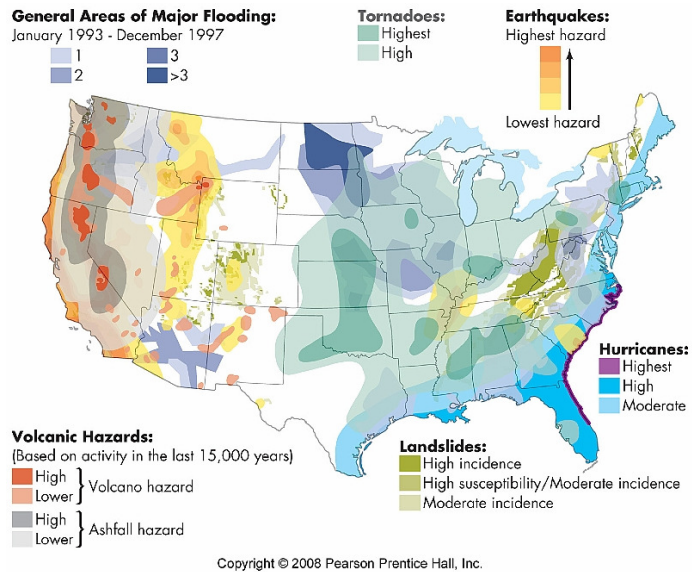 General Areas of Major Flooding:
January 1993 - December 1997
1
2
3
>3
Tornadoes:
Highest
High
Earthquakes:
Highest hazard
Lowest hazard
Hurricanes:
Highest
High
Moderate
Volcanic Hazards:
(Based on activity in the last 15,000 years)
High
Lower
Volcano hazard
High
Lower
Ashfall hazard
Landslides:
High incidence
High susceptibility/Moderate incidence
Moderate incidence
Copyright © 2008 Pearson Prentice Hall, Inc.